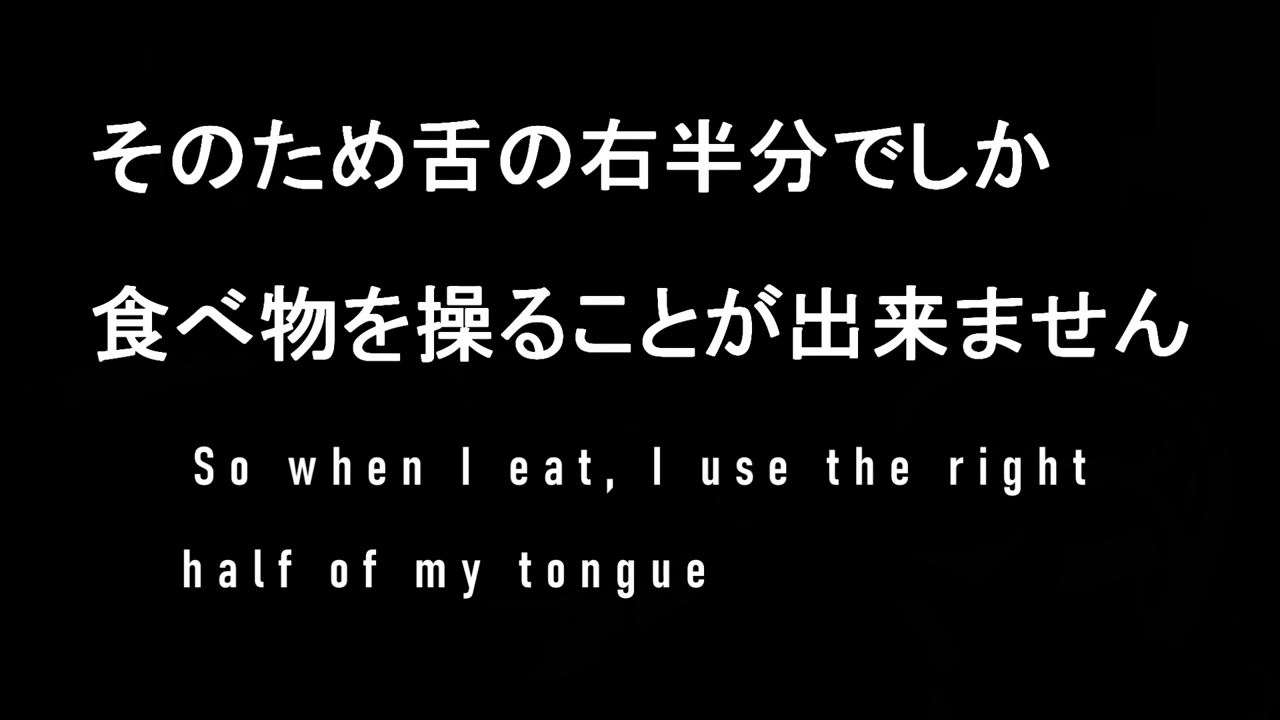 そのため舌の右半分でしか
食べ物を操ることが出来ません
So when I eat, I use the right
half of my tongue